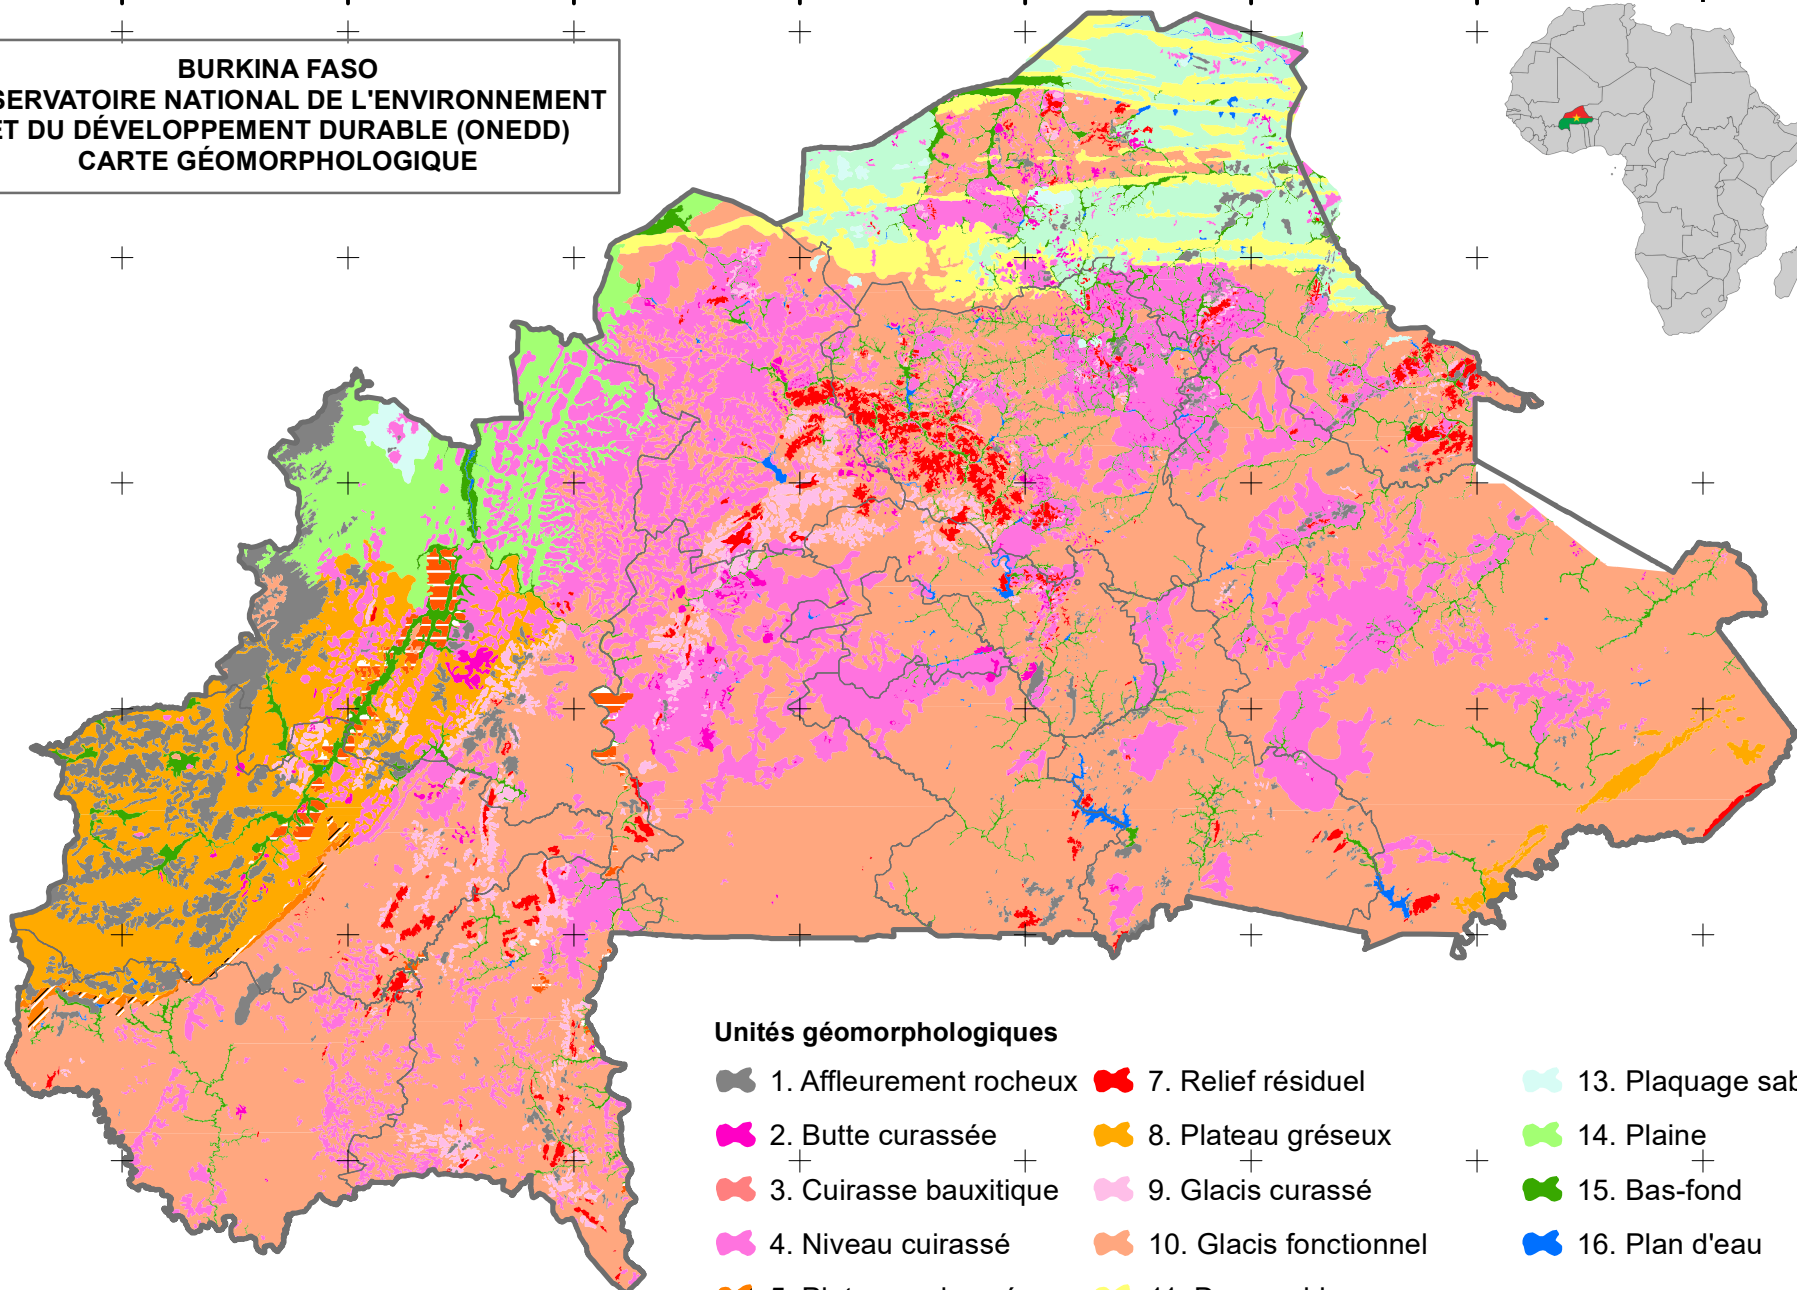 BURKINA FASO
SERVATOIRE NATIONAL DE L'ENVIRONNEMENT
ET DU DÉVELOPPEMENT DURABLE (ONEDD)
CARTE GÉOMORPHOLOGIQUE
Unités géomorphologiques
1. Affleurement rocheux
2. Butte curassée
3. Cuirasse bauxitique
4. Niveau cuirassé
7. Relief résiduel
8. Plateau gréseux
9. Glacis curassé
10. Glacis fonctionnel
13. Plaquage sab
14. Plaine
15. Bas-fond
16. Plan d'eau